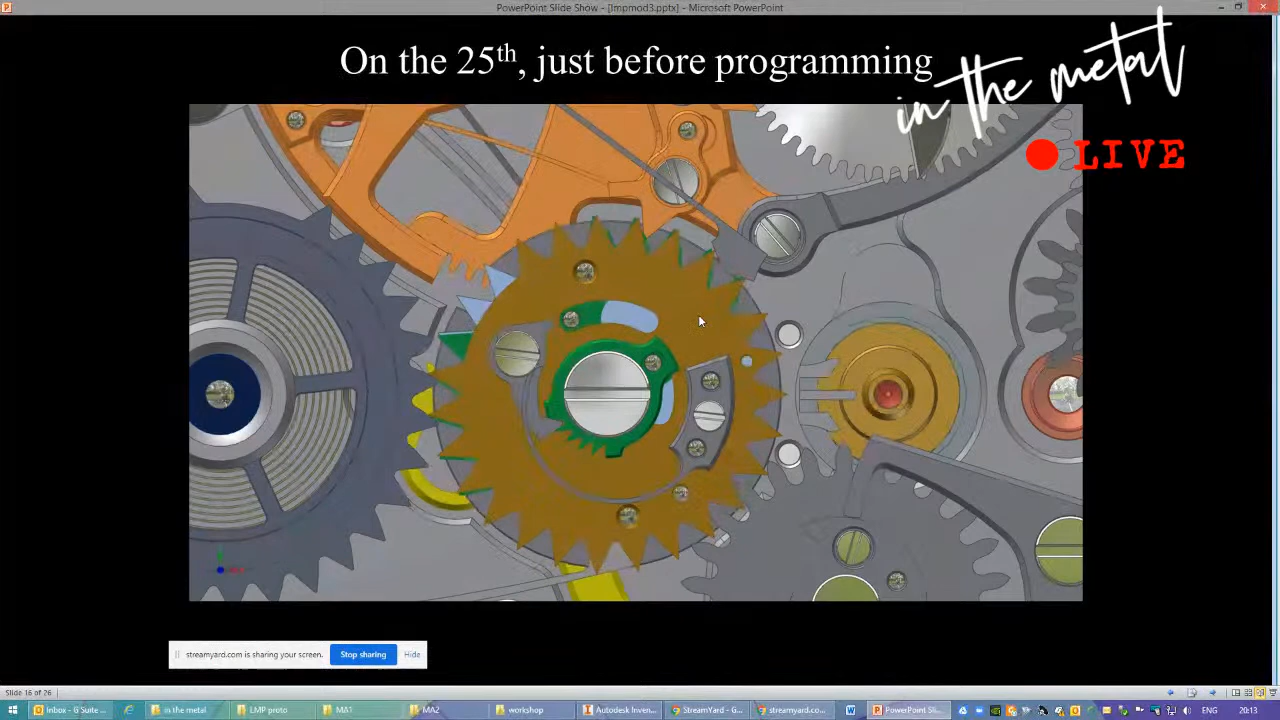 PowerPoint Slide Show - [Impmod3.pptx] - Microsoft PowerPoint
On the 25th, just before programming
in the metal
LIVE
streamyard.com is sharing your screen. Stop sharing Hide
Slide 16 of 26
Inbox - G Suite ... in the metal LMP proto MA1 MA2 workshop Autodesk Inven... StreamYard - G... streamyard.co... PowerPoint Sli... ENG 20:13